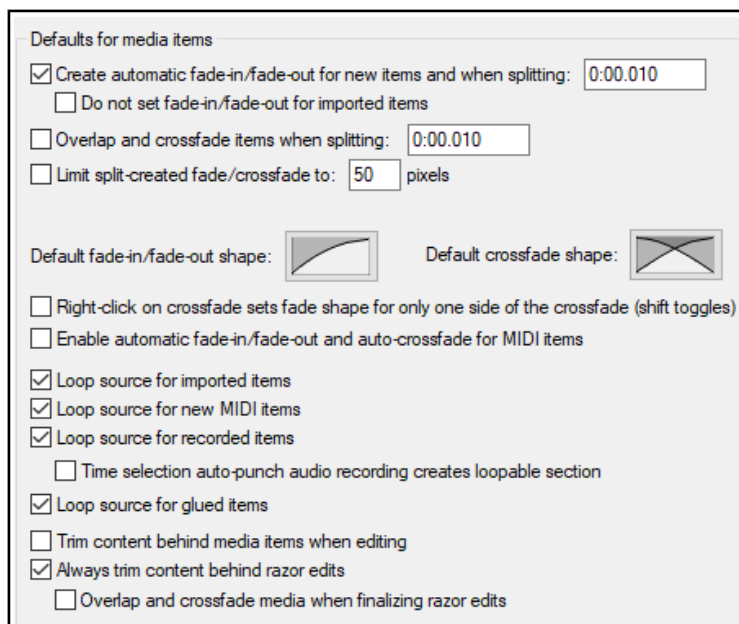 Defaults for media items
Create automatic fade-in/fade-out for new items and when splitting: 0:00.010
Do not set fade-in/fade-out for imported items
Overlap and crossfade items when splitting: 0:00.010
Limit split-created fade/crossfade to: 50 pixels
Default fade-in/fade-out shape: Default crossfade shape:
Right-click on crossfade sets fade shape for only one side of the crossfade (shift toggles)
Enable automatic fade-in/fade-out and auto-crossfade for MIDI items
Loop source for imported items
Loop source for new MIDI items
Loop source for recorded items
Time selection auto-punch audio recording creates loopable section
Loop source for glued items
Trim content behind media items when editing
Always trim content behind razor edits
Overlap and crossfade media when finalizing razor edits